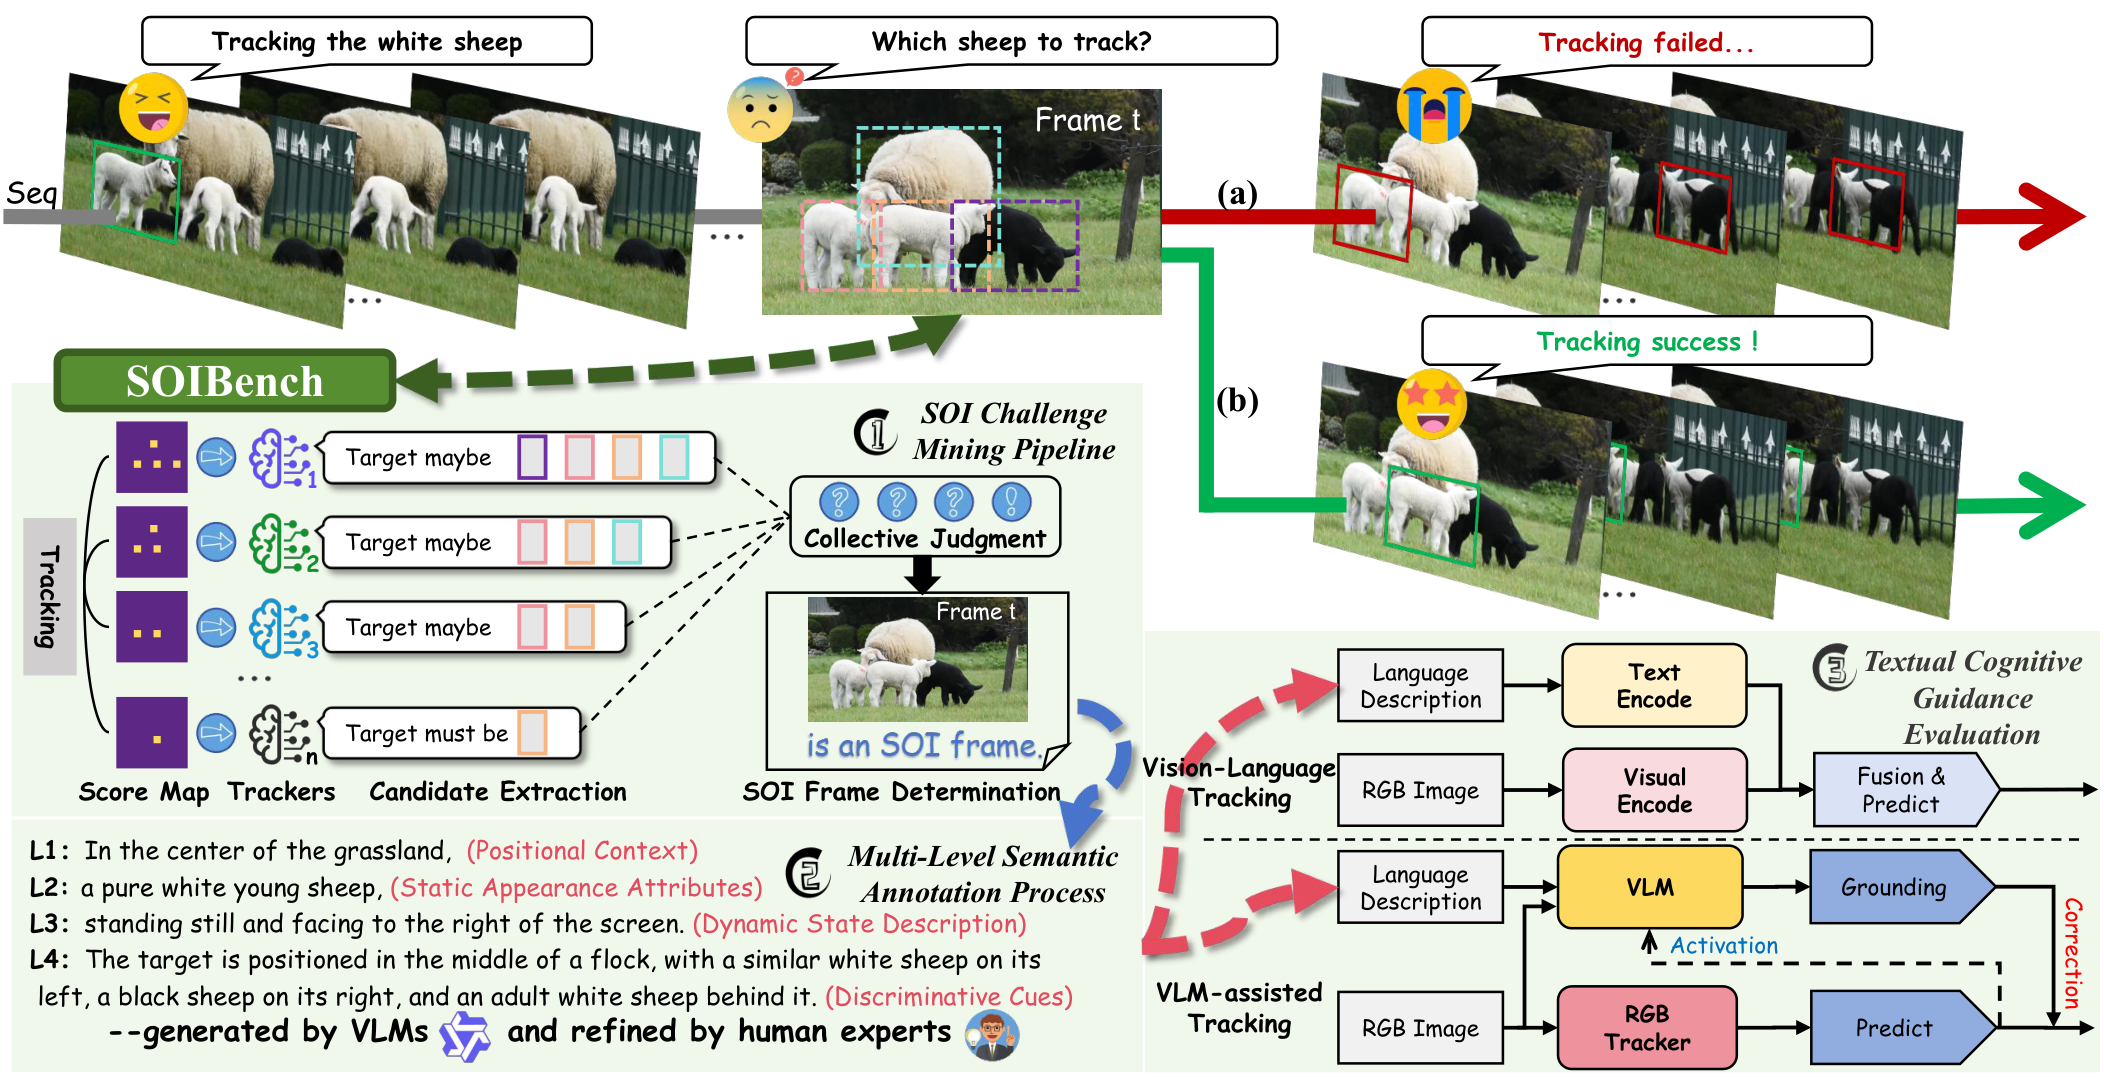 Tracking the white sheep
Which sheep to track?
Tracking failed...
Seq
...
...
Frame t
(a)
...
Tracking success !
(b)
...
SOIBench
1
SOI Challenge
Mining Pipeline
Tracking
1
Target maybe
2
Target maybe
3
Target maybe
...
n
Target must be
Score Map
Trackers
Candidate Extraction
? ? ? !
Collective Judgment
Frame t
is an SOI frame.
SOI Frame Determination
2
Multi-Level Semantic
Annotation Process
L1: In the center of the grassland, (Positional Context)
L2: a pure white young sheep, (Static Appearance Attributes)
L3: standing still and facing to the right of the screen. (Dynamic State Description)
L4: The target is positioned in the middle of a flock, with a similar white sheep on its
left, a black sheep on its right, and an adult white sheep behind it. (Discriminative Cues)
--generated by VLMs and refined by human experts
3
Textual Cognitive
Guidance
Evaluation
Vision-Language
Tracking
Language
Description
Text
Encode
RGB Image
Visual
Encode
Fusion &
Predict
VLM-assisted
Tracking
Language
Description
VLM
Grounding
Activation
Correction
RGB Image
RGB
Tracker
Predict